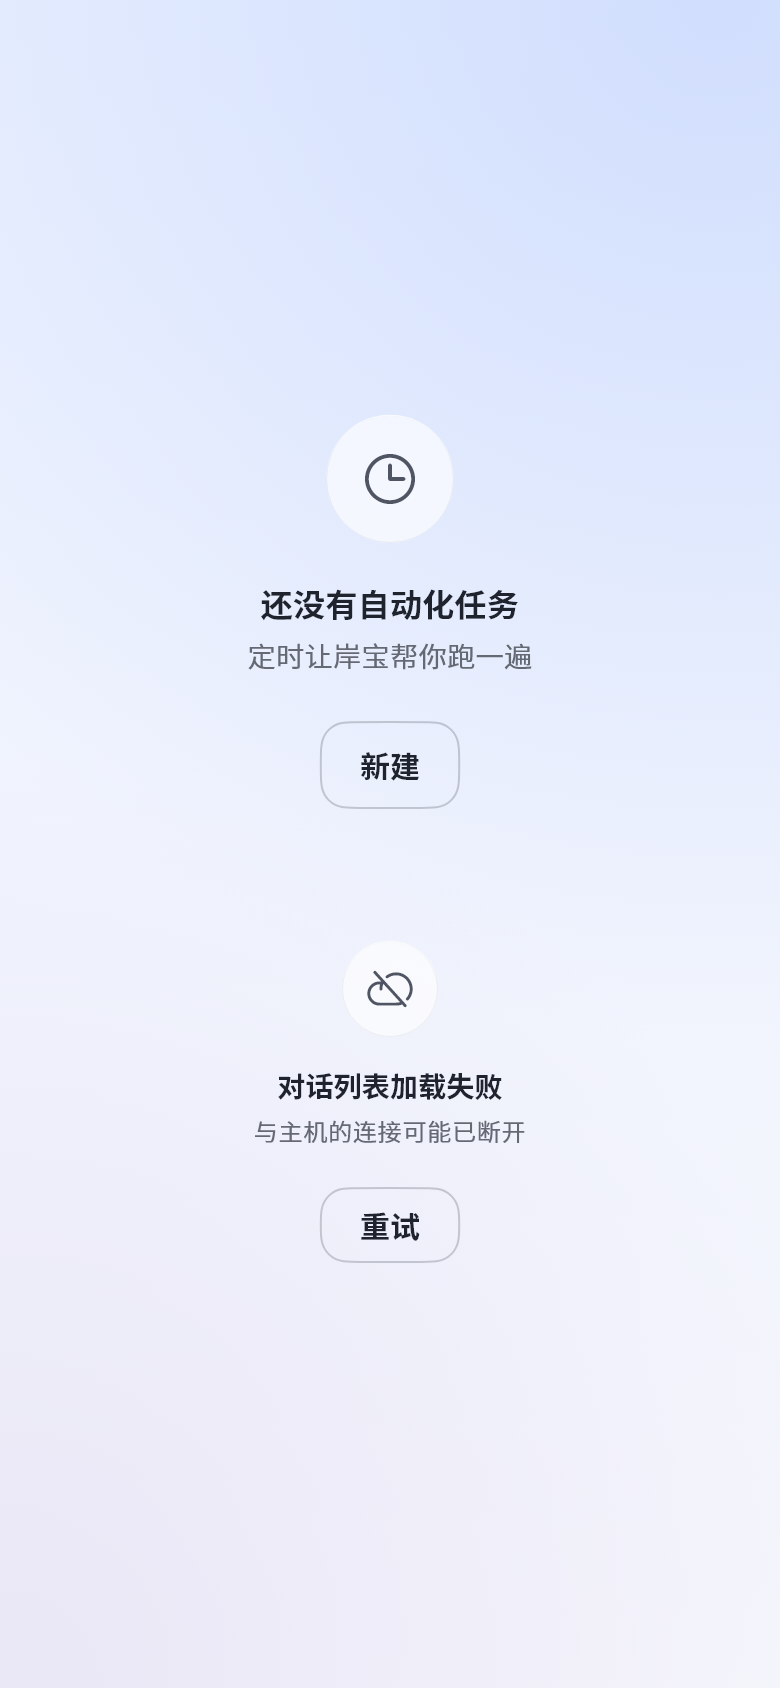 还没有自动化任务
定时让岸宝帮你跑一遍
新建
对话列表加载失败
与主机的连接可能已断开
重试